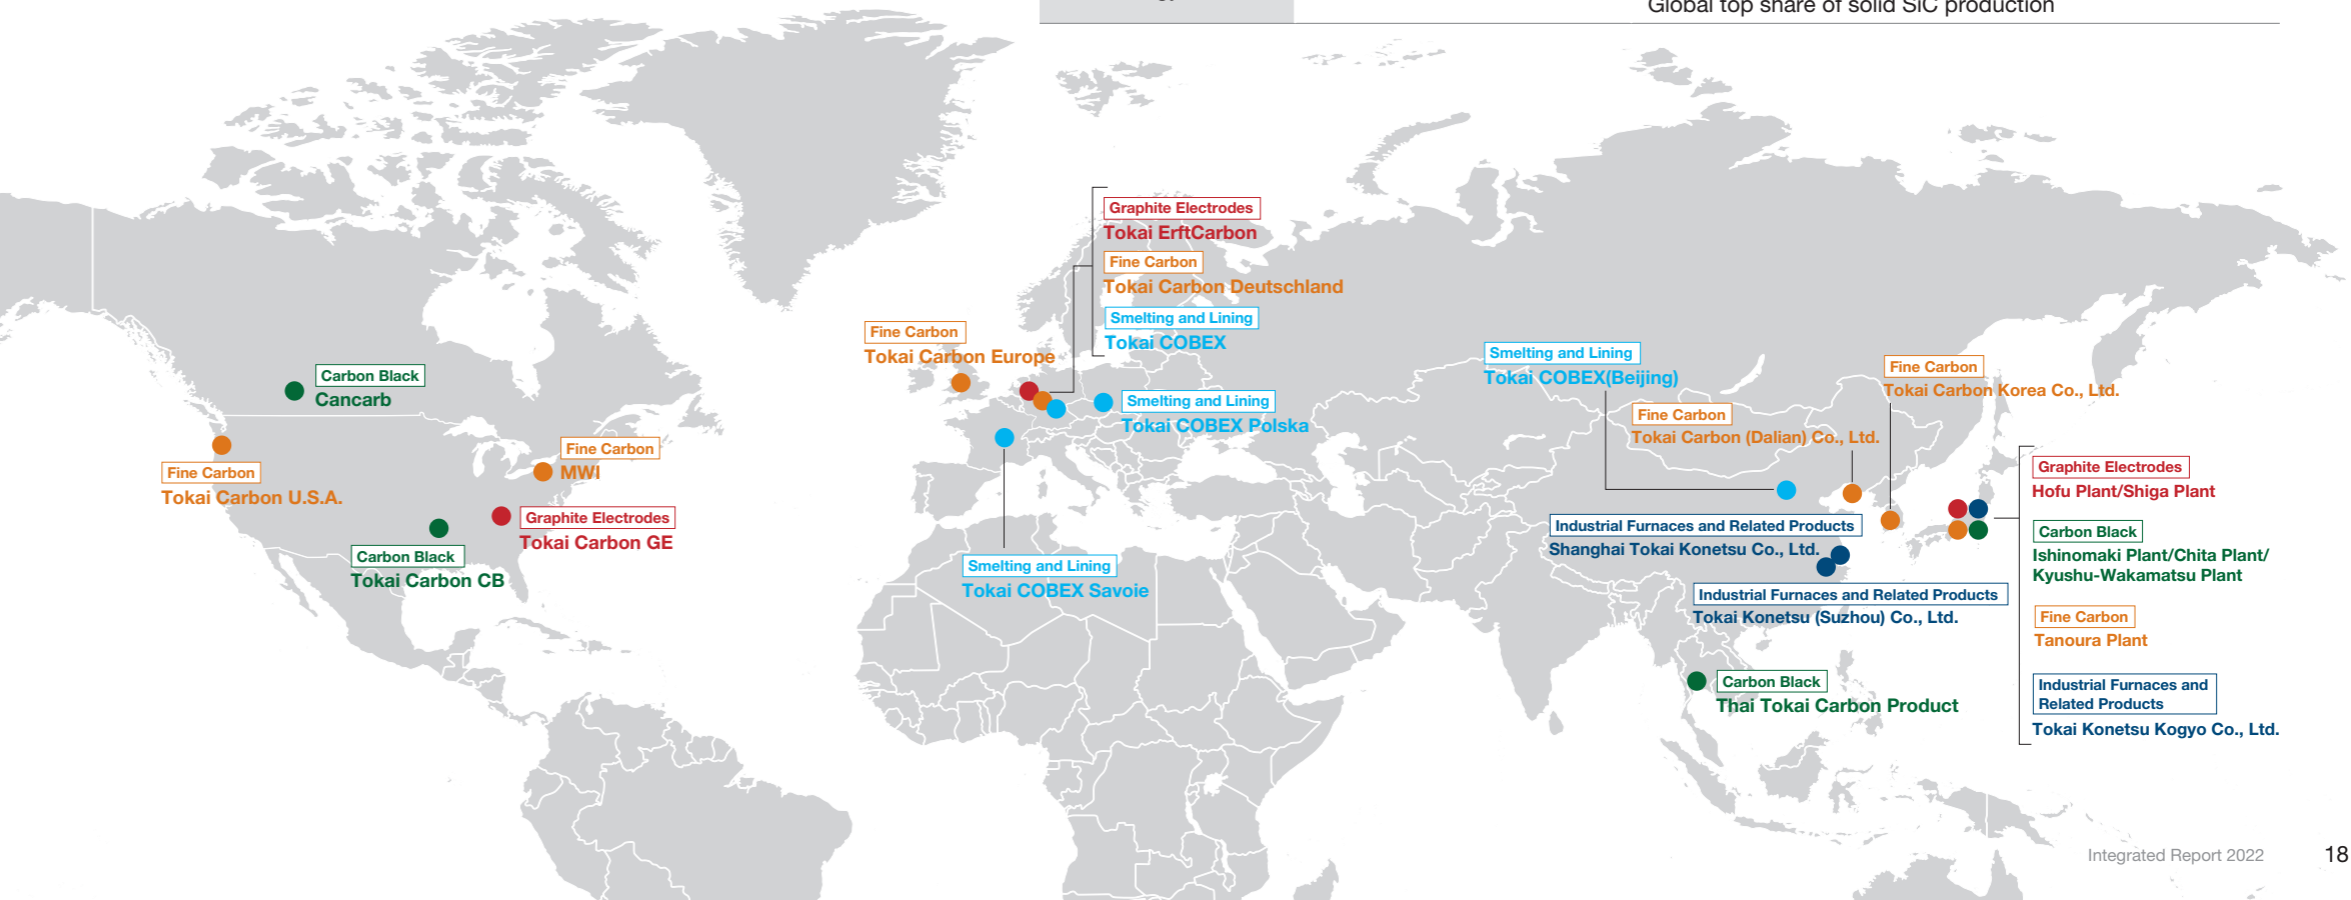 Global top share of solid SiC production
Graphite Electrodes
Tokai ErftCarbon
Fine Carbon
Tokai Carbon Deutschland
Smelting and Lining
Tokai COBEX
Fine Carbon
Tokai Carbon Europe
Smelting and Lining
Tokai COBEX Polska
Smelting and Lining
Tokai COBEX Savoie
Carbon Black
Cancarb
Fine Carbon
Tokai Carbon U.S.A.
Fine Carbon
MWI
Graphite Electrodes
Tokai Carbon GE
Carbon Black
Tokai Carbon CB
Smelting and Lining
Tokai COBEX(Beijing)
Fine Carbon
Tokai Carbon (Dalian) Co., Ltd.
Fine Carbon
Tokai Carbon Korea Co., Ltd.
Industrial Furnaces and Related Products
Shanghai Tokai Konetsu Co., Ltd.
Industrial Furnaces and Related Products
Tokai Konetsu (Suzhou) Co., Ltd.
Carbon Black
Thai Tokai Carbon Product
Graphite Electrodes
Hofu Plant/Shiga Plant
Carbon Black
Ishinomaki Plant/Chita Plant/
Kyushu-Wakamatsu Plant
Fine Carbon
Tanoura Plant
Industrial Furnaces and
Related Products
Tokai Konetsu Kogyo Co., Ltd.
Integrated Report 2022
18